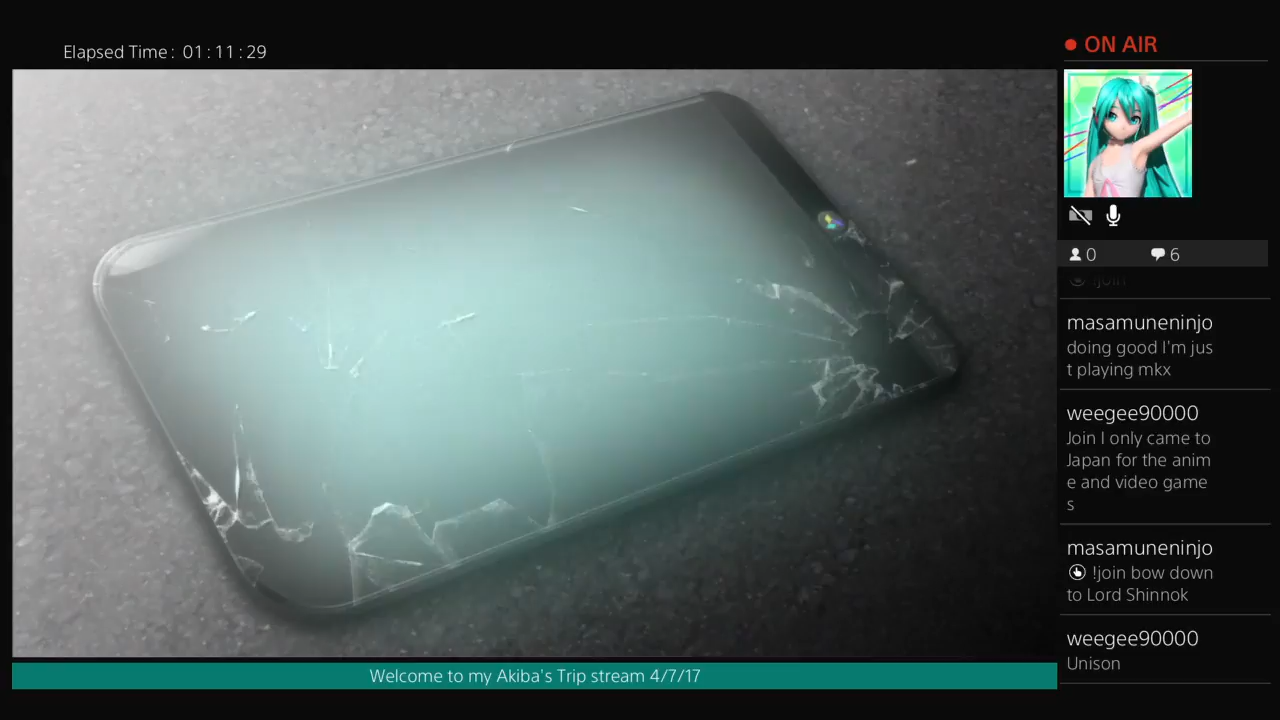 Elapsed Time: 01:11:29
ON AIR
0
6
!join
masamuneninjo
doing good I'm jus
t playing mkx
weegee90000
Join I only came to
Japan for the anim
e and video game
s
masamuneninjo
!join bow down
to Lord Shinnok
weegee90000
Unison
Welcome to my Akiba's Trip stream 4/7/17